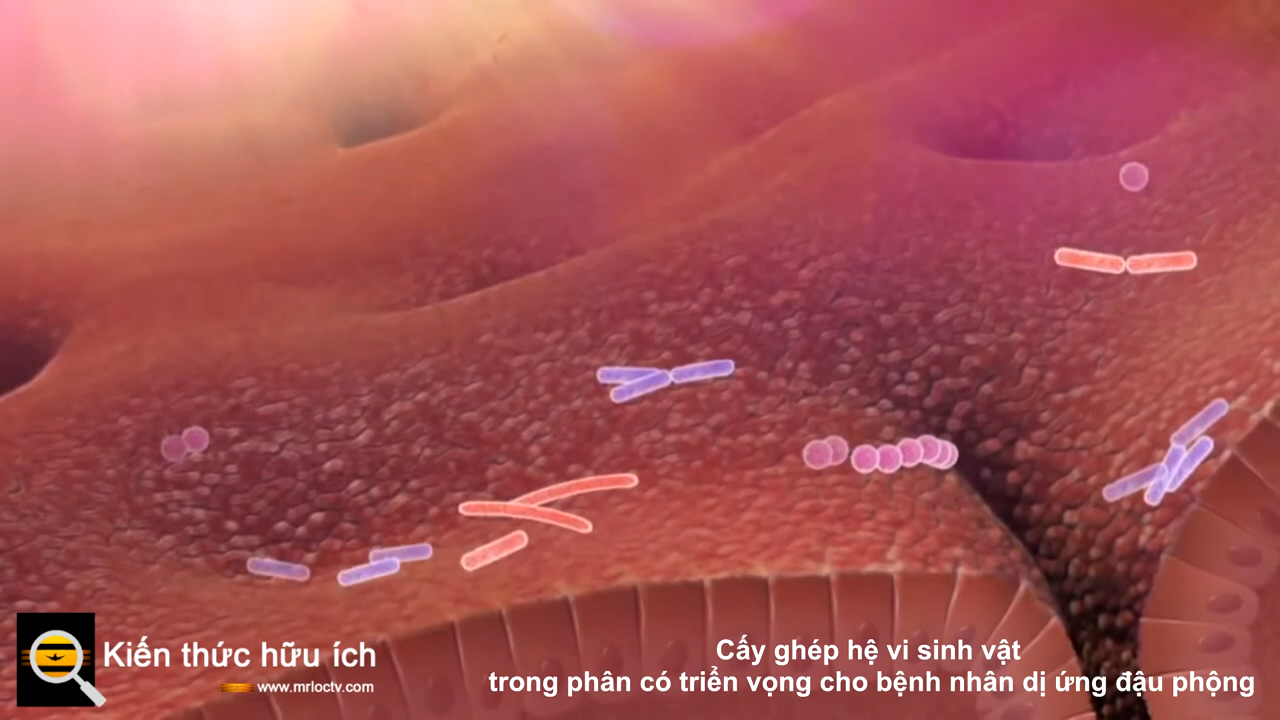 Kiến thức hữu ích
www.mrloctv.com
Cấy ghép hệ vi sinh vật
trong phân có triển vọng cho bệnh nhân dị ứng đậu phộng